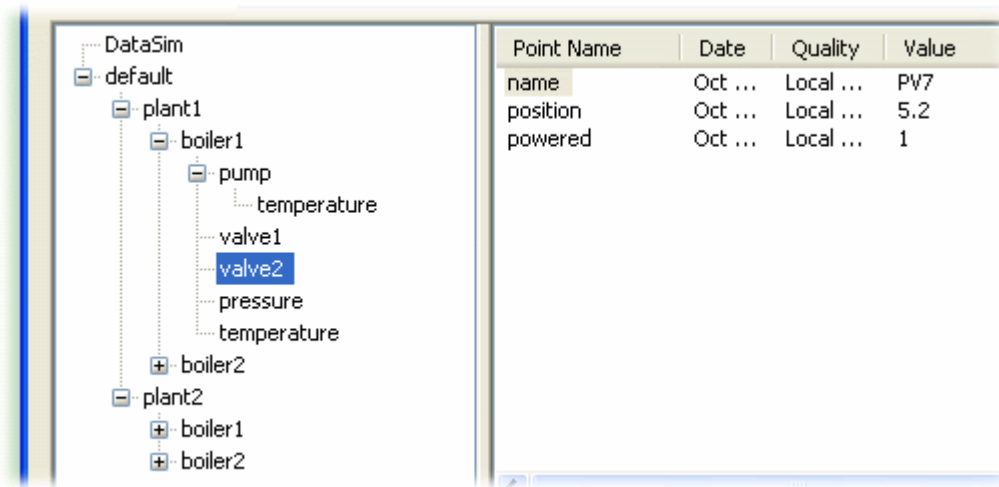 DataSim
default
plant1
boiler1
pump
temperature
valve1
valve2
pressure
temperature
boiler2
plant2
boiler1
boiler2
Point Name Date Quality Value
name Oct ... Local ... PV7
position Oct ... Local ... 5.2
powered Oct ... Local ... 1